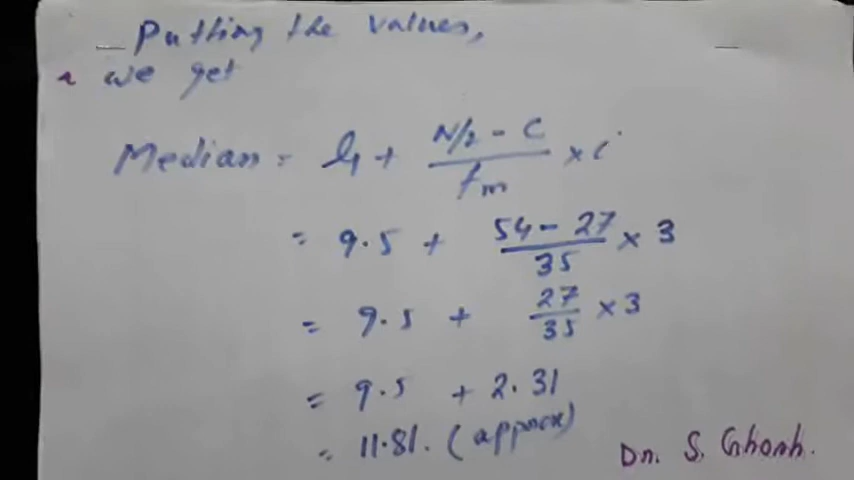 Putting the values,
we get
Median = l₁ + (N/2 - C)/fm × i
= 9.5 + (54 - 27)/35 × 3
= 9.5 + 27/35 × 3
= 9.5 + 2.31
= 11.81. (approx)
Dr. S. Ghosh.